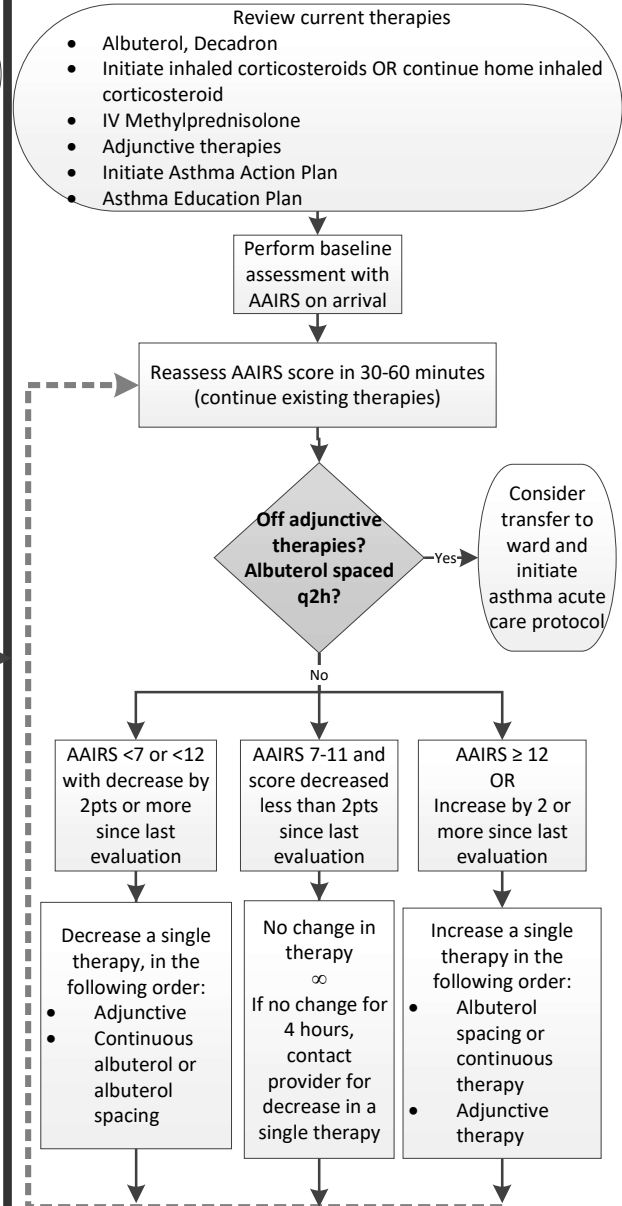 Review current therapies
• Albuterol, Decadron
• Initiate inhaled corticosteroids OR continue home inhaled
corticosteroid
• IV Methylprednisolone
• Adjunctive therapies
• Initiate Asthma Action Plan
• Asthma Education Plan
Perform baseline
assessment with
AAIRS on arrival
Reassess AAIRS score in 30-60 minutes
(continue existing therapies)
Off adjunctive
therapies?
Albuterol spaced
q2h?
Yes
Consider
transfer to
ward and
initiate
asthma acute
care protocol
No
AAIRS <7 or <12
with decrease by
2pts or more
since last
evaluation
AAIRS 7-11 and
score decreased
less than 2pts
since last
evaluation
AAIRS ≥ 12
OR
Increase by 2 or
more since last
evaluation
Decrease a single
therapy, in the
following order:
• Adjunctive
• Continuous
albuterol or
albuterol
spacing
No change in
therapy
∞
If no change for
4 hours,
contact
provider for
decrease in a
single therapy
Increase a single
therapy in the
following order:
• Albuterol
spacing or
continuous
therapy
• Adjunctive
therapy